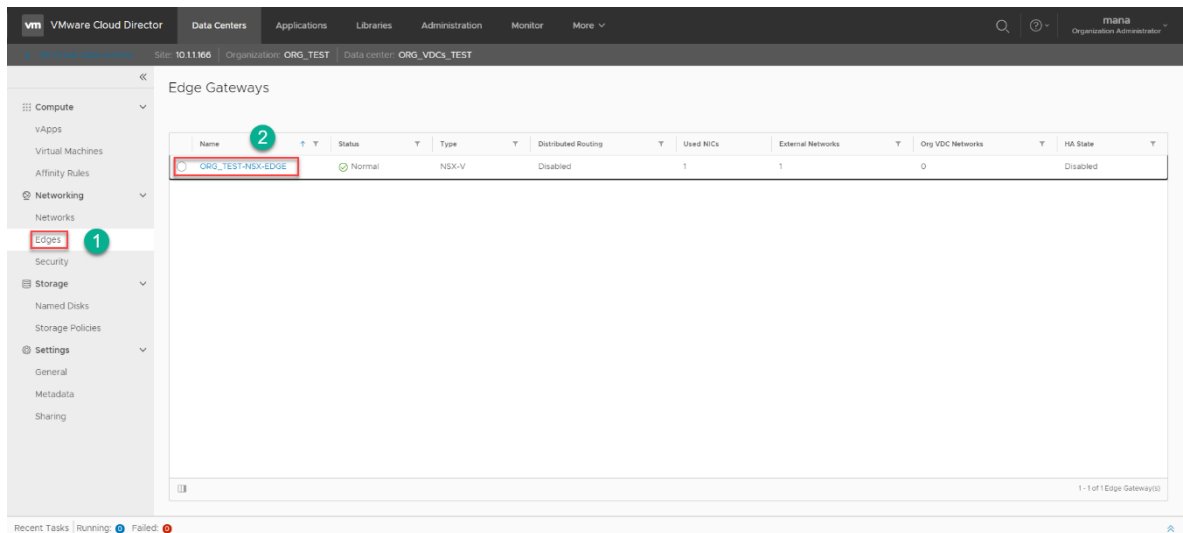 vm VMware Cloud Director Data Centers Applications Libraries Administration Monitor More mana
Organization Administrator
Site: 10.1.1.166 Organization: ORG_TEST Data center: ORG_VDCs_TEST
Edge Gateways
Compute
vApps
Virtual Machines
Affinity Rules
Networking
Networks
Edges 1
Security
Storage
Named Disks
Storage Policies
Settings
General
Metadata
Sharing
2
Name Status Type Distributed Routing Used NICs External Networks Org VDC Networks HA State
ORG_TEST-NSX-EDGE Normal NSX-V Disabled 1 1 0 Disabled
1 - 1 of 1 Edge Gateway(s)
Recent Tasks Running: 0 Failed: 0